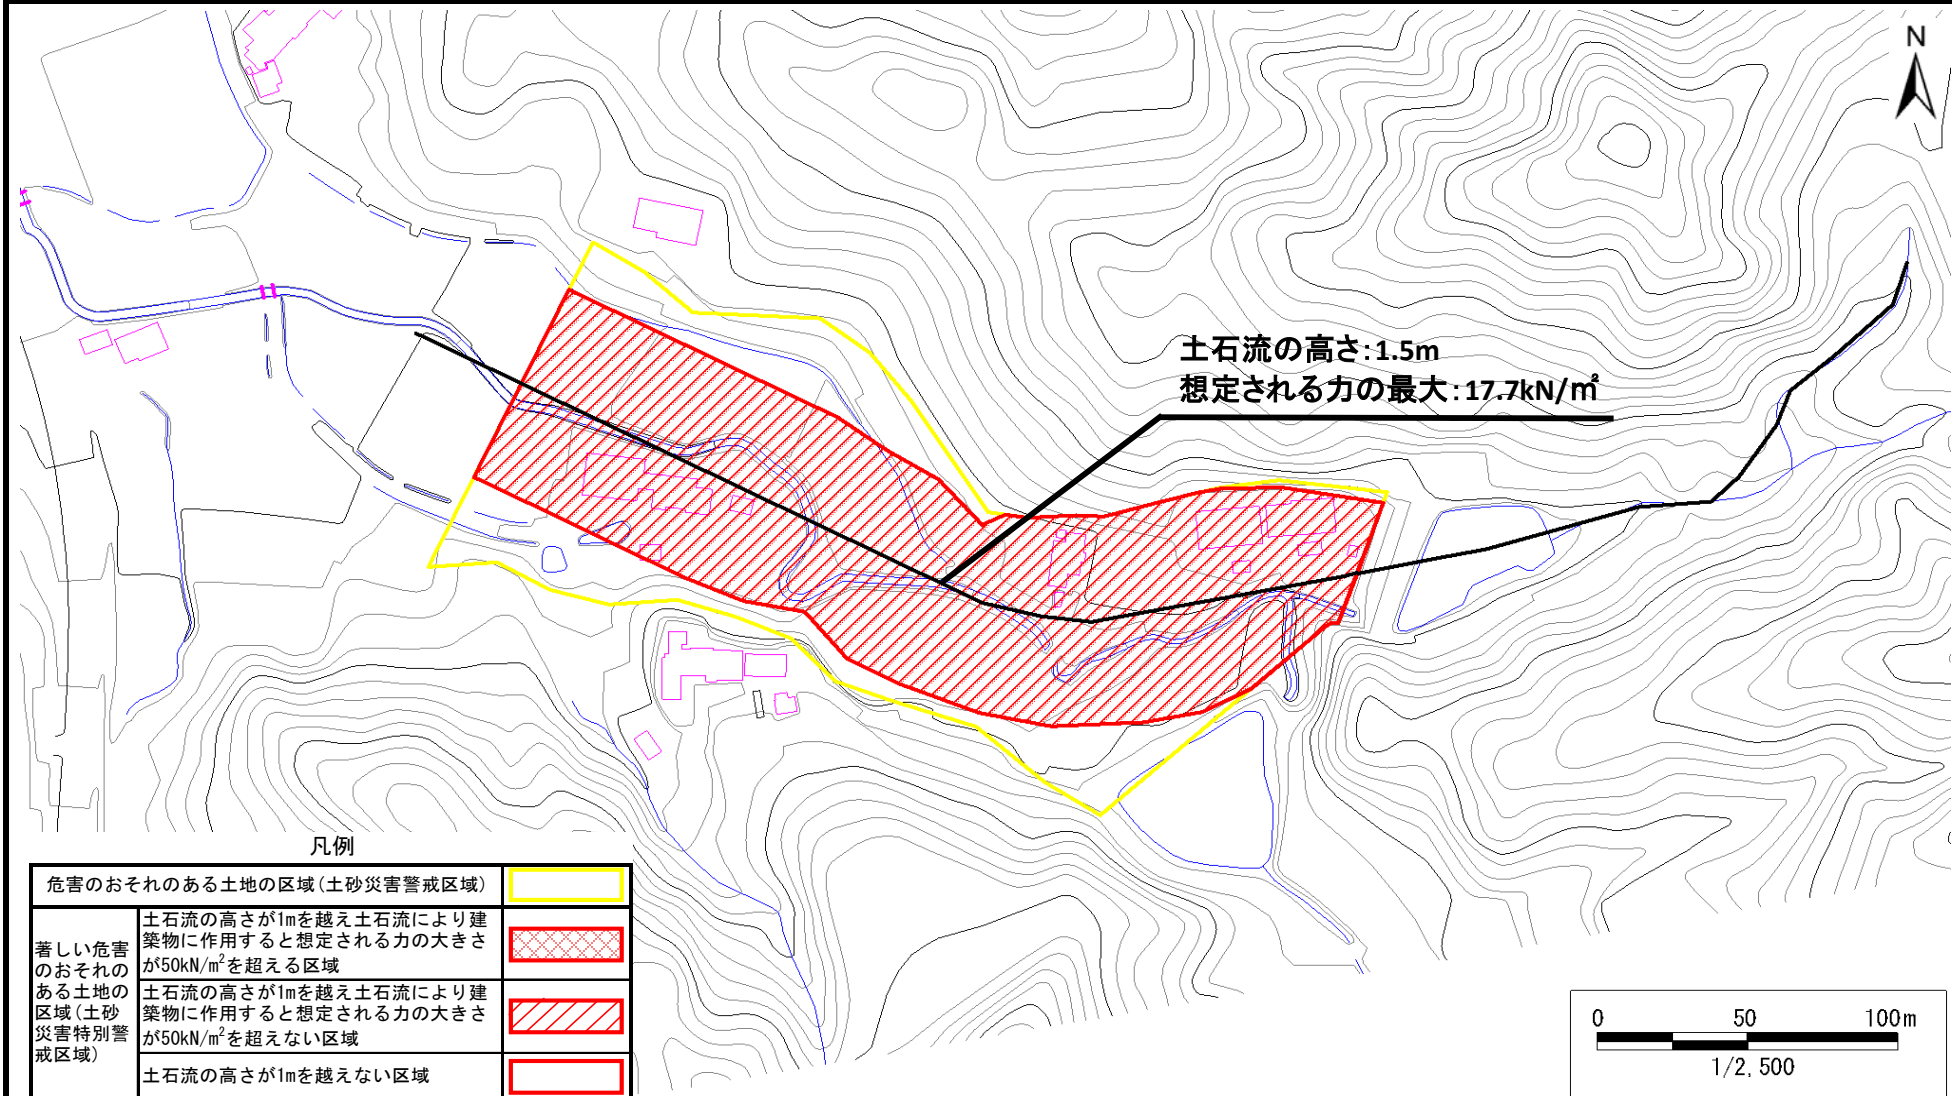 N
土石流の高さ:1.5m
想定される力の最大:17.7kN/㎡
凡例
危害のおそれのある土地の区域(土砂災害警戒区域)
著しい危害
のおそれの
ある土地の
区域(土砂
災害特別警
戒区域)
土石流の高さが1mを越え土石流により建
築物に作用すると想定される力の大きさ
が50kN/m²を超える区域
土石流の高さが1mを越え土石流により建
築物に作用すると想定される力の大きさ
が50kN/m²を超えない区域
土石流の高さが1mを越えない区域
0 50 100m
1/2,500